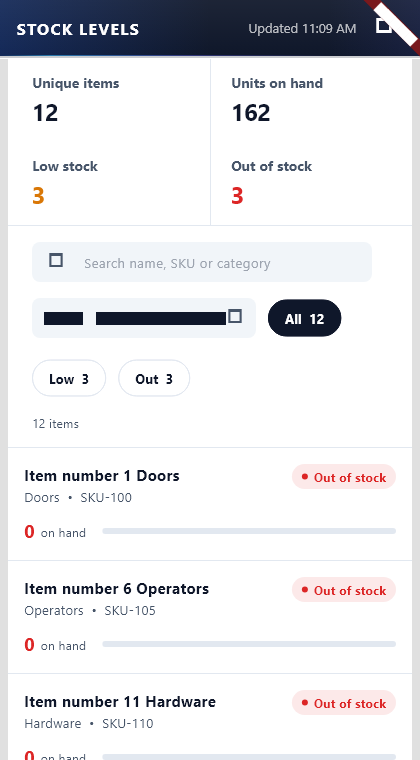 STOCK LEVELS
Updated 11:09 AM
Unique items
12
Units on hand
162
Low stock
3
Out of stock
3
Search name, SKU or category
All 12
Low 3
Out 3
12 items
Item number 1 Doors
Out of stock
Doors • SKU-100
0 on hand
Item number 6 Operators
Out of stock
Operators • SKU-105
0 on hand
Item number 11 Hardware
Out of stock
Hardware • SKU-110
0 on hand